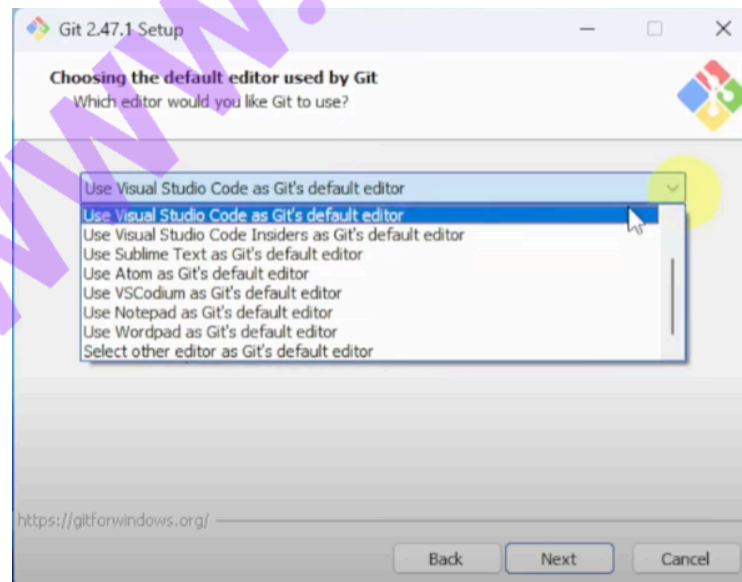 Git 2.47.1 Setup
Choosing the default editor used by Git
Which editor would you like Git to use?
Use Visual Studio Code as Git's default editor
Use Visual Studio Code as Git's default editor
Use Visual Studio Code Insiders as Git's default editor
Use Sublime Text as Git's default editor
Use Atom as Git's default editor
Use VSCodium as Git's default editor
Use Notepad as Git's default editor
Use Wordpad as Git's default editor
Select other editor as Git's default editor
https://gitforwindows.org/
Back Next Cancel
www.